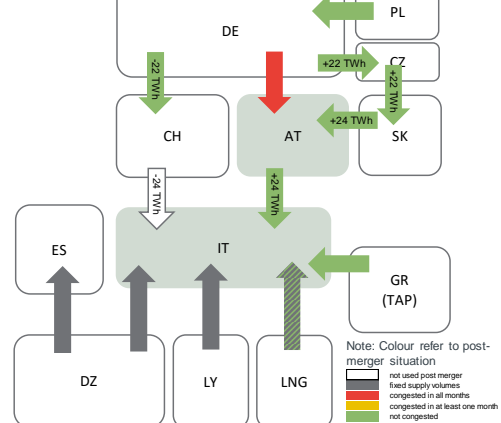 PL
DE
+22 TWh
CZ
-22 TWh
+22 TWh
CH
AT
+24 TWh
SK
-24 TWh
+24 TWh
ES
IT
GR
(TAP)
DZ
LY
LNG
Note: Colour refer to post-
merger situation
not used post merger
fixed supply volumes
congested in all months
congested in at least one month
not congested